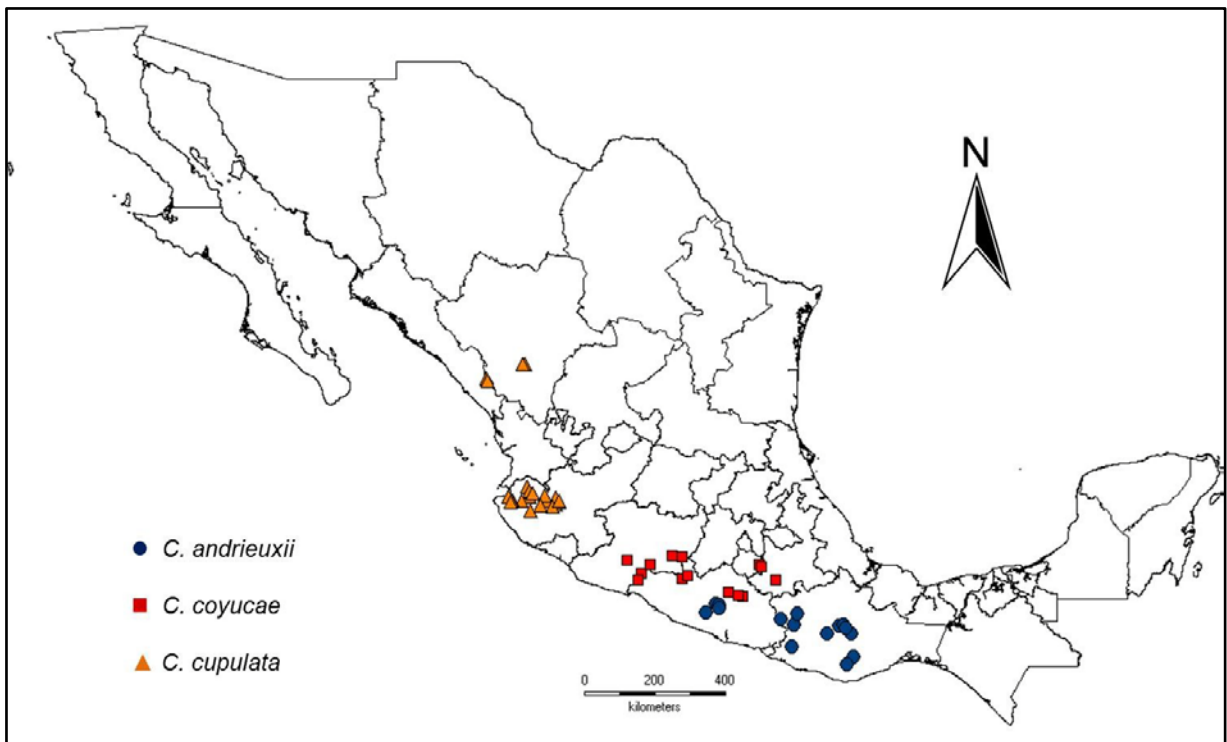 N
C. andrieuxii
C. coyucae
C. cupulata
0 200 400
kilometers